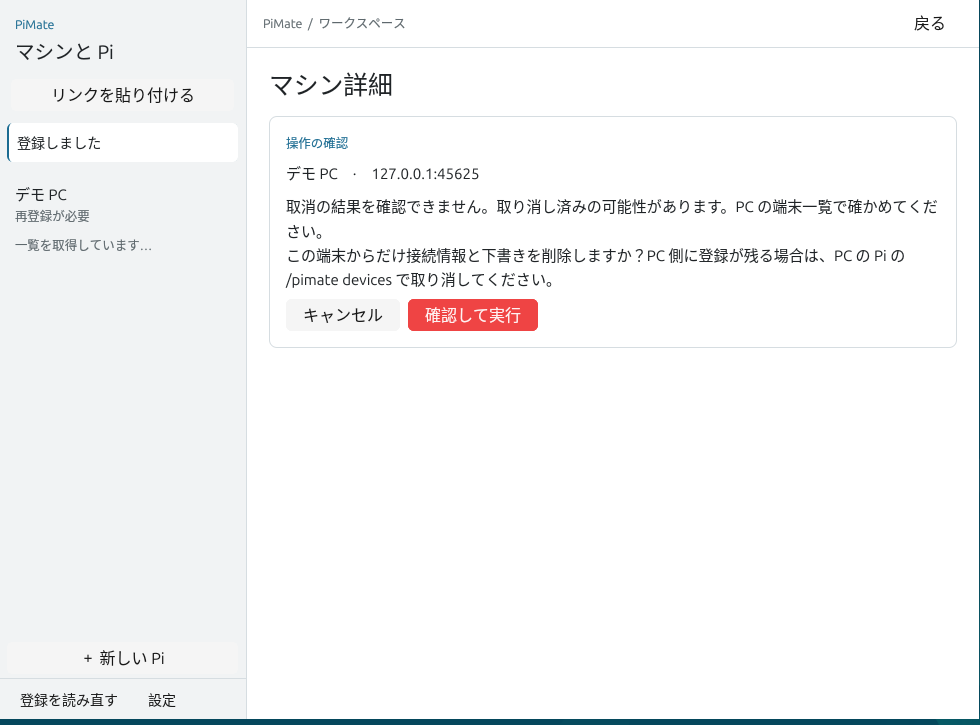 PiMate
マシンと Pi
リンクを貼り付ける
登録しました
デモ PC
再登録が必要
一覧を取得しています…
+ 新しい Pi
登録を読み直す 設定
PiMate / ワークスペース
戻る
マシン詳細
操作の確認
デモ PC · 127.0.0.1:45625
取消の結果を確認できません。取り消し済みの可能性があります。PC の端末一覧で確かめてくだ
さい。
この端末からだけ接続情報と下書きを削除しますか？PC 側に登録が残る場合は、PC の Pi の
/pimate devices で取り消してください。
キャンセル 確認して実行